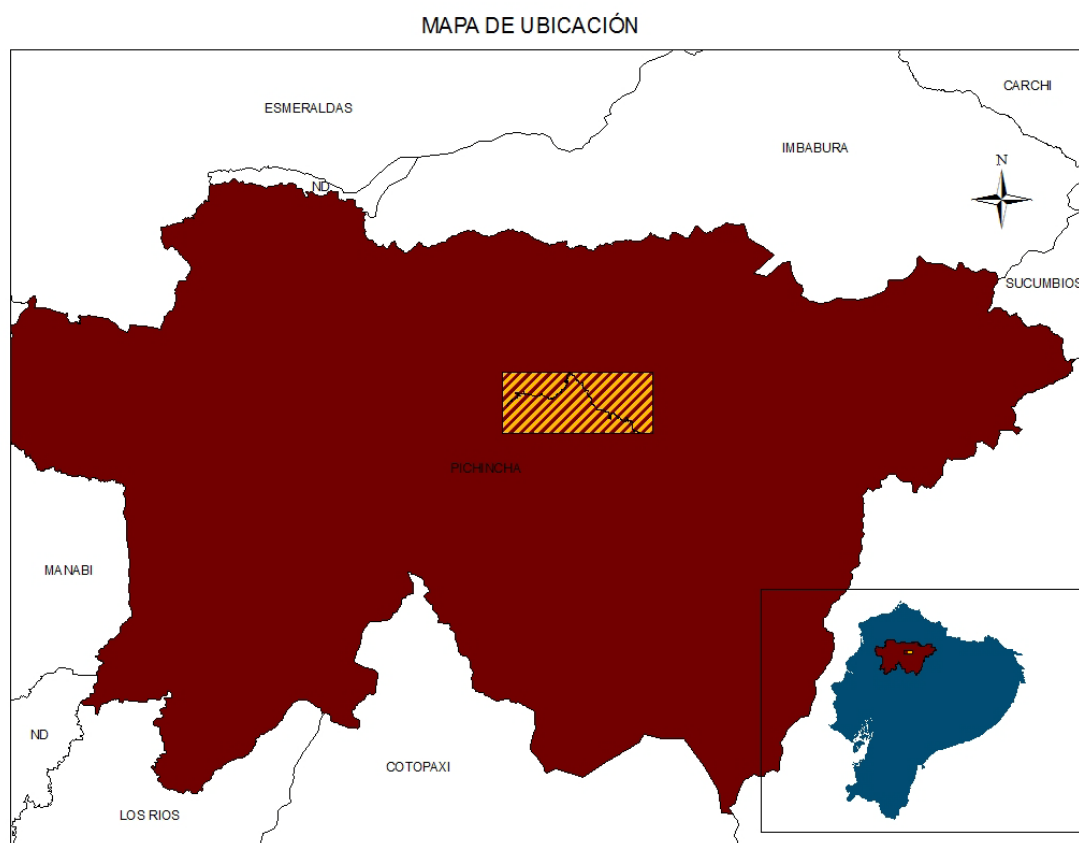 MAPA DE UBICACIÓN
CARCHI
ESMERALDAS
IMBABURA
N
ND
SUCUMBIOS
PICHINCHA
MANABI
ND
COTOPAXI
LOS RIOS